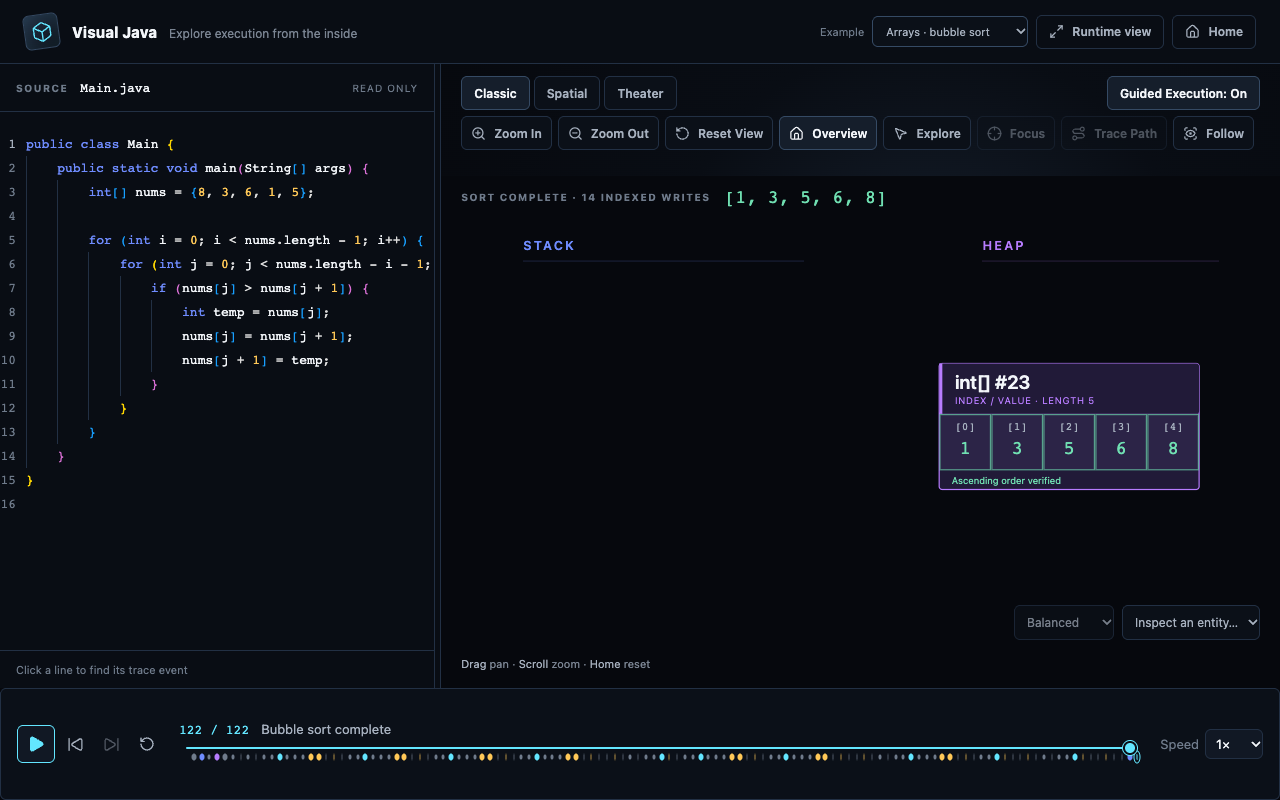 Visual Java Explore execution from the inside
Example Arrays · bubble sort Runtime view Home
SOURCE Main.java READ ONLY
1 public class Main {
2 public static void main(String[] args) {
3 int[] nums = {8, 3, 6, 1, 5};
4
5 for (int i = 0; i < nums.length - 1; i++) {
6 for (int j = 0; j < nums.length - i - 1;
7 if (nums[j] > nums[j + 1]) {
8 int temp = nums[j];
9 nums[j] = nums[j + 1];
10 nums[j + 1] = temp;
11 }
12 }
13 }
14 }
15 }
16
Click a line to find its trace event
Classic Spatial Theater Guided Execution: On
Zoom In Zoom Out Reset View Overview Explore Focus Trace Path Follow
SORT COMPLETE · 14 INDEXED WRITES [1, 3, 5, 6, 8]
STACK HEAP
int[] #23
INDEX / VALUE · LENGTH 5
[0] [1] [2] [3] [4]
1 3 5 6 8
Ascending order verified
Balanced Inspect an entity…
Drag pan · Scroll zoom · Home reset
122 / 122 Bubble sort complete
Speed 1×